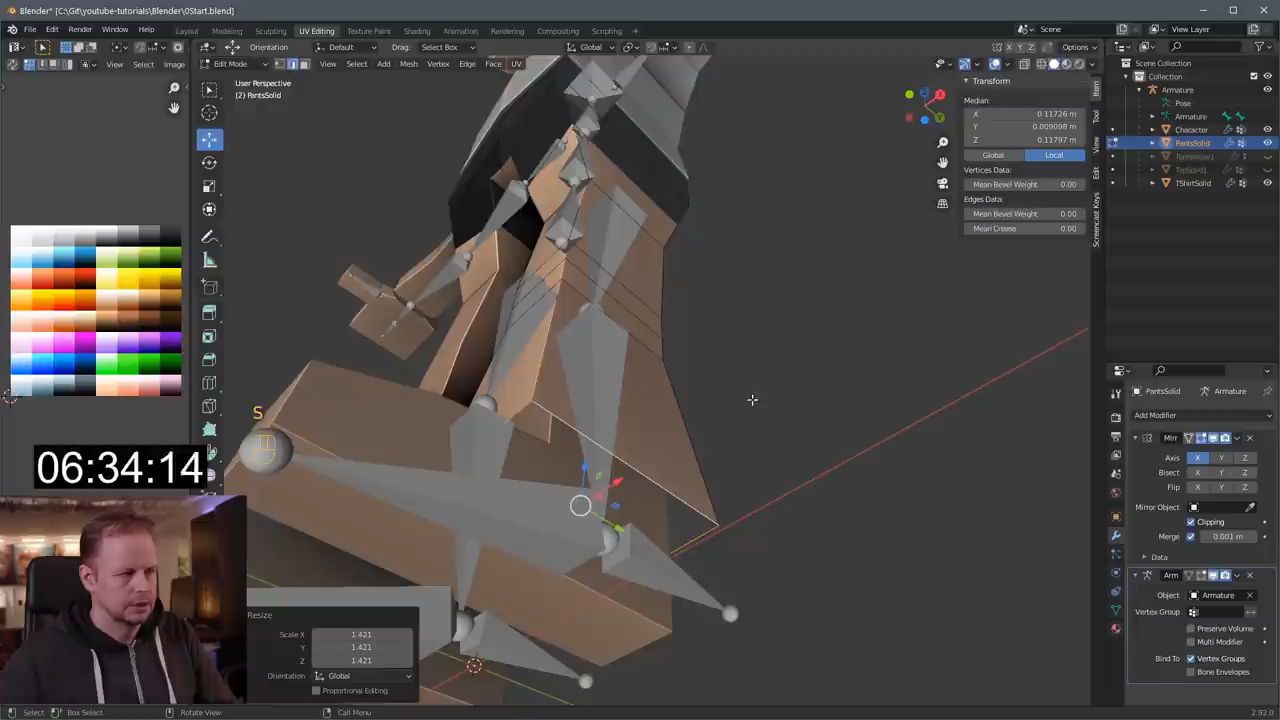 Blender* [C:\Git\youtube-tutorials\Blender\0Start.blend]
File Edit Render Window Help Layout Modeling Sculpting UV Editing Texture Paint Shading Animation Rendering Compositing Scripting + Scene View Layer
Orientation Default Drag: Select Box Global X Y Z Options
View Select Image Edit Mode View Select Add Mesh Vertex Edge Face UV
User Perspective
(2) PantsSolid
Transform
Median:
X 0.11726 m
Y 0.009098 m
Z 0.11797 m
Global Local
Vertices Data:
Mean Bevel Weight 0.00
Edges Data:
Mean Bevel Weight 0.00
Mean Crease 0.00
Item
Tool
View
Edit
Screencast Keys
Scene Collection
Collection
Armature
Pose
Armature
Character
PantsSolid
TShirtSolid
PantsSolid Armature
Add Modifier
Mirr
Axis X Y Z
Bisect X Y Z
Flip X Y Z
Mirror Object
Clipping
Merge 0.001 m
Data
Arm
Object Armature
Vertex Group
Preserve Volume
Multi Modifier
Bind To Vertex Groups
Bone Envelopes
S
06:34:14
Resize
Scale X 1.421
Y 1.421
Z 1.421
Orientation Global
Proportional Editing
Select Box Select Rotate View Call Menu 2.92.0